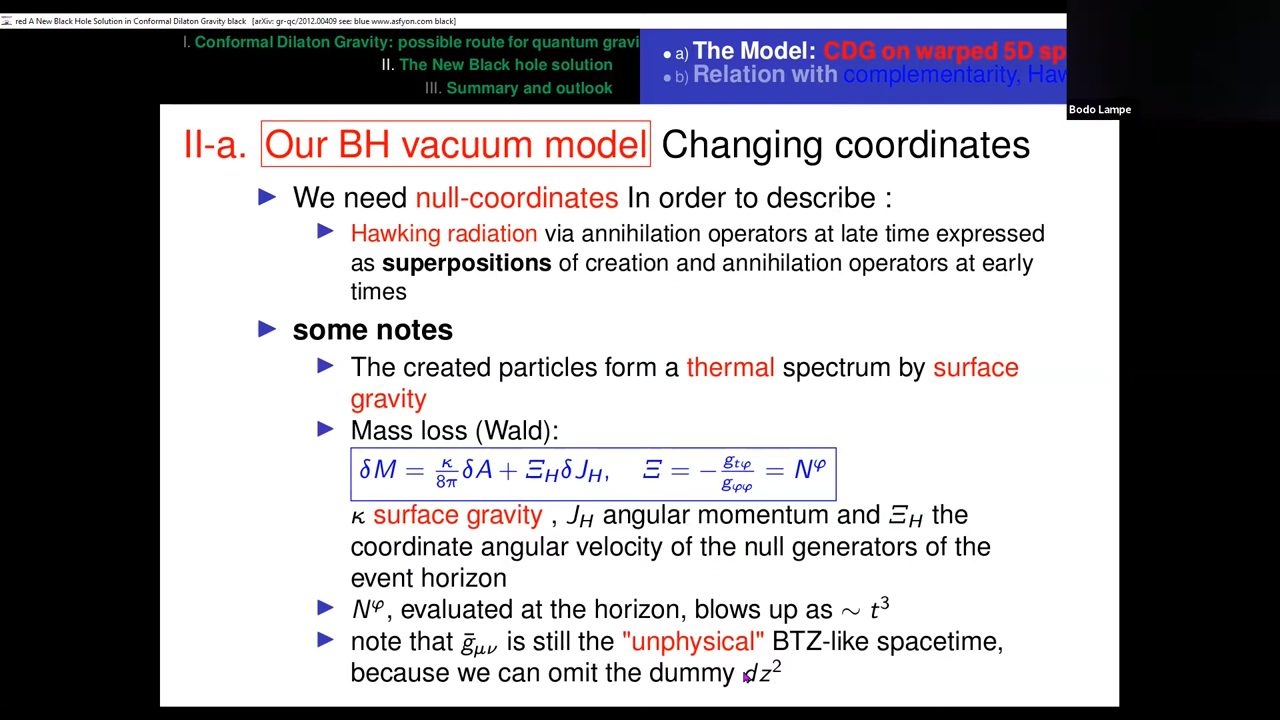 red A New Black Hole Solution in Conformal Dilaton Gravity black [arXiv: gr-qc/2012.00409 see: blue www.asfyon.com black]
I. Conformal Dilaton Gravity: possible route for quantum gravi
II. The New Black hole solution
III. Summary and outlook
● a) The Model: CDG on warped 5D sp
● b) Relation with complementarity, Haw
Bodo Lampe
II-a. Our BH vacuum model Changing coordinates
▶ We need null-coordinates In order to describe :
▶ Hawking radiation via annihilation operators at late time expressed
as superpositions of creation and annihilation operators at early
times
▶ some notes
▶ The created particles form a thermal spectrum by surface
gravity
▶ Mass loss (Wald):
δM = κ/8π δA + Ξ_H δJ_H, Ξ = − g_tφ/g_φφ = N^φ
κ surface gravity , J_H angular momentum and Ξ_H the
coordinate angular velocity of the null generators of the
event horizon
▶ N^φ, evaluated at the horizon, blows up as ∼ t³
▶ note that ḡ_μν is still the "unphysical" BTZ-like spacetime,
because we can omit the dummy dz²